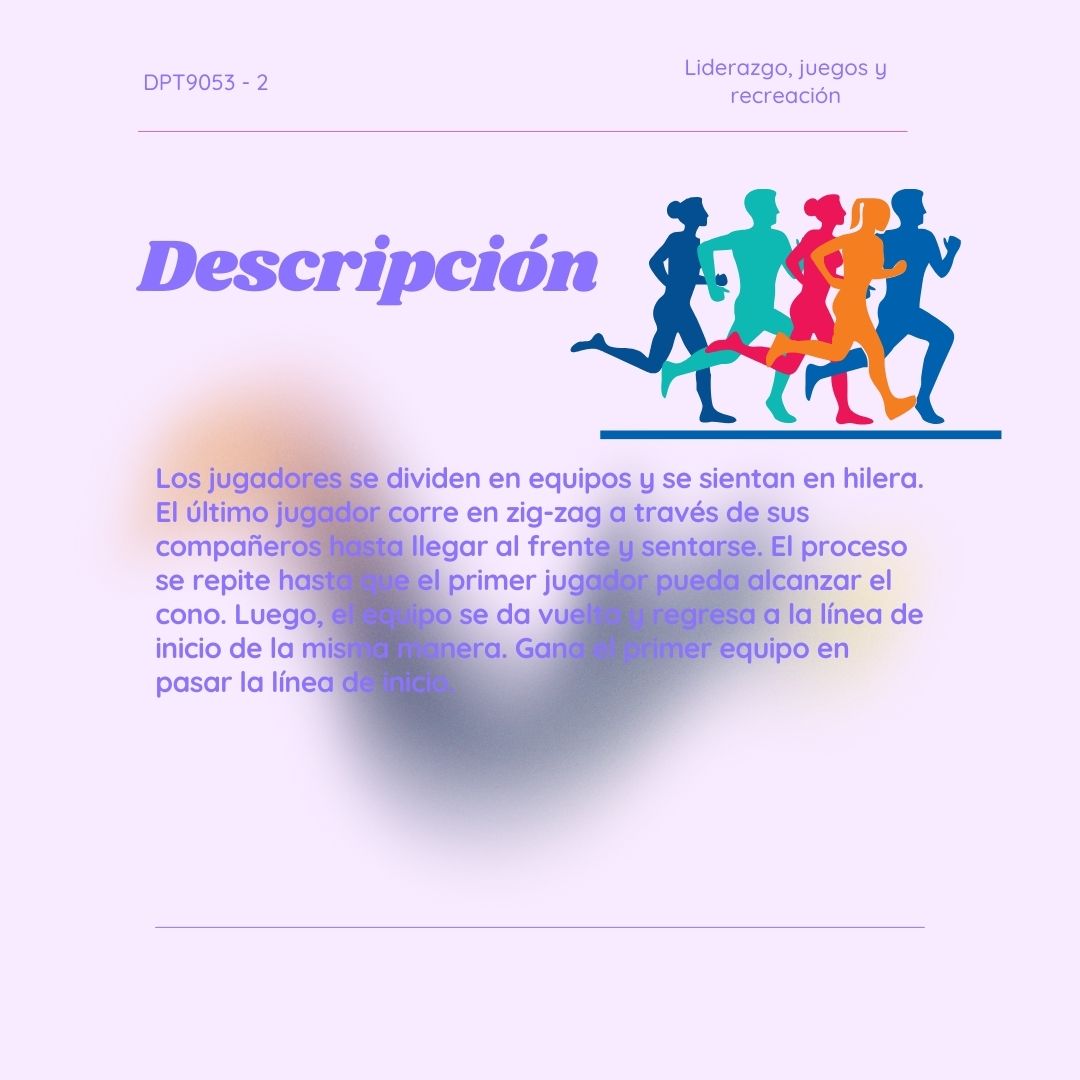 DPT9053 - 2
Liderazgo, juegos y
recreación
Descripción
Los jugadores se dividen en equipos y se sientan en hilera.
El último jugador corre en zig-zag a través de sus
compañeros hasta llegar al frente y sentarse. El proceso
se repite hasta que el primer jugador pueda alcanzar el
cono. Luego, el equipo se da vuelta y regresa a la línea de
inicio de la misma manera. Gana el primer equipo en
pasar la línea de inicio.